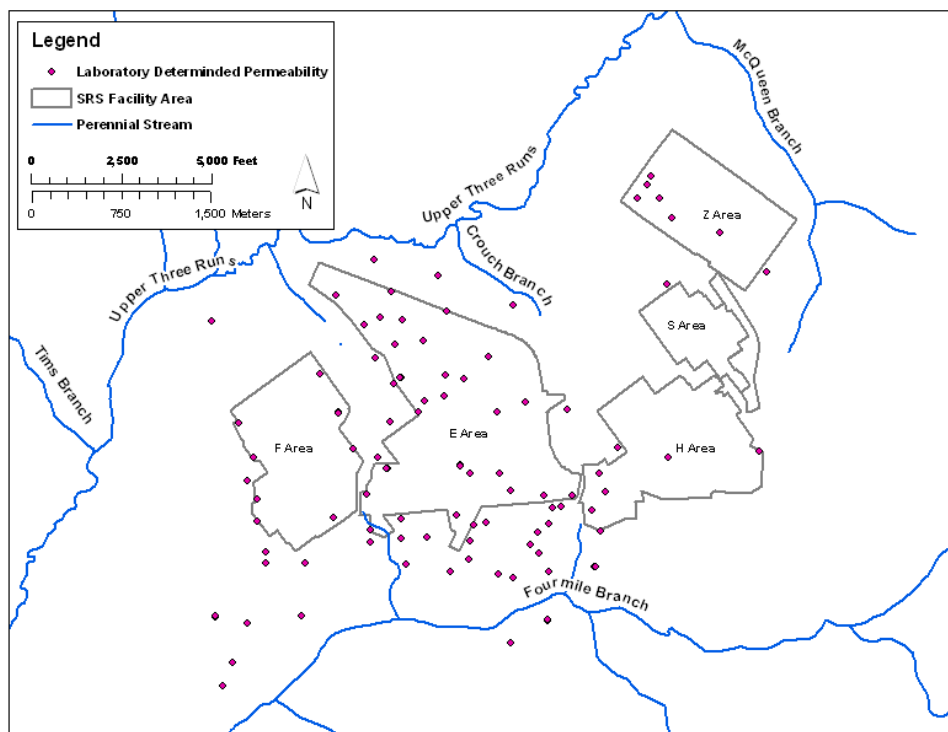 Legend
Laboratory Determinded Permeability
SRS Facility Area
Perennial Stream
0 2,500 5,000 Feet
0 750 1,500 Meters
N
McQueen Branch
Upper Three Runs
Z Area
Crouch Branch
Upper Three Runs
S Area
Tims Branch
E Area
F Area
H Area
Fourmile Branch